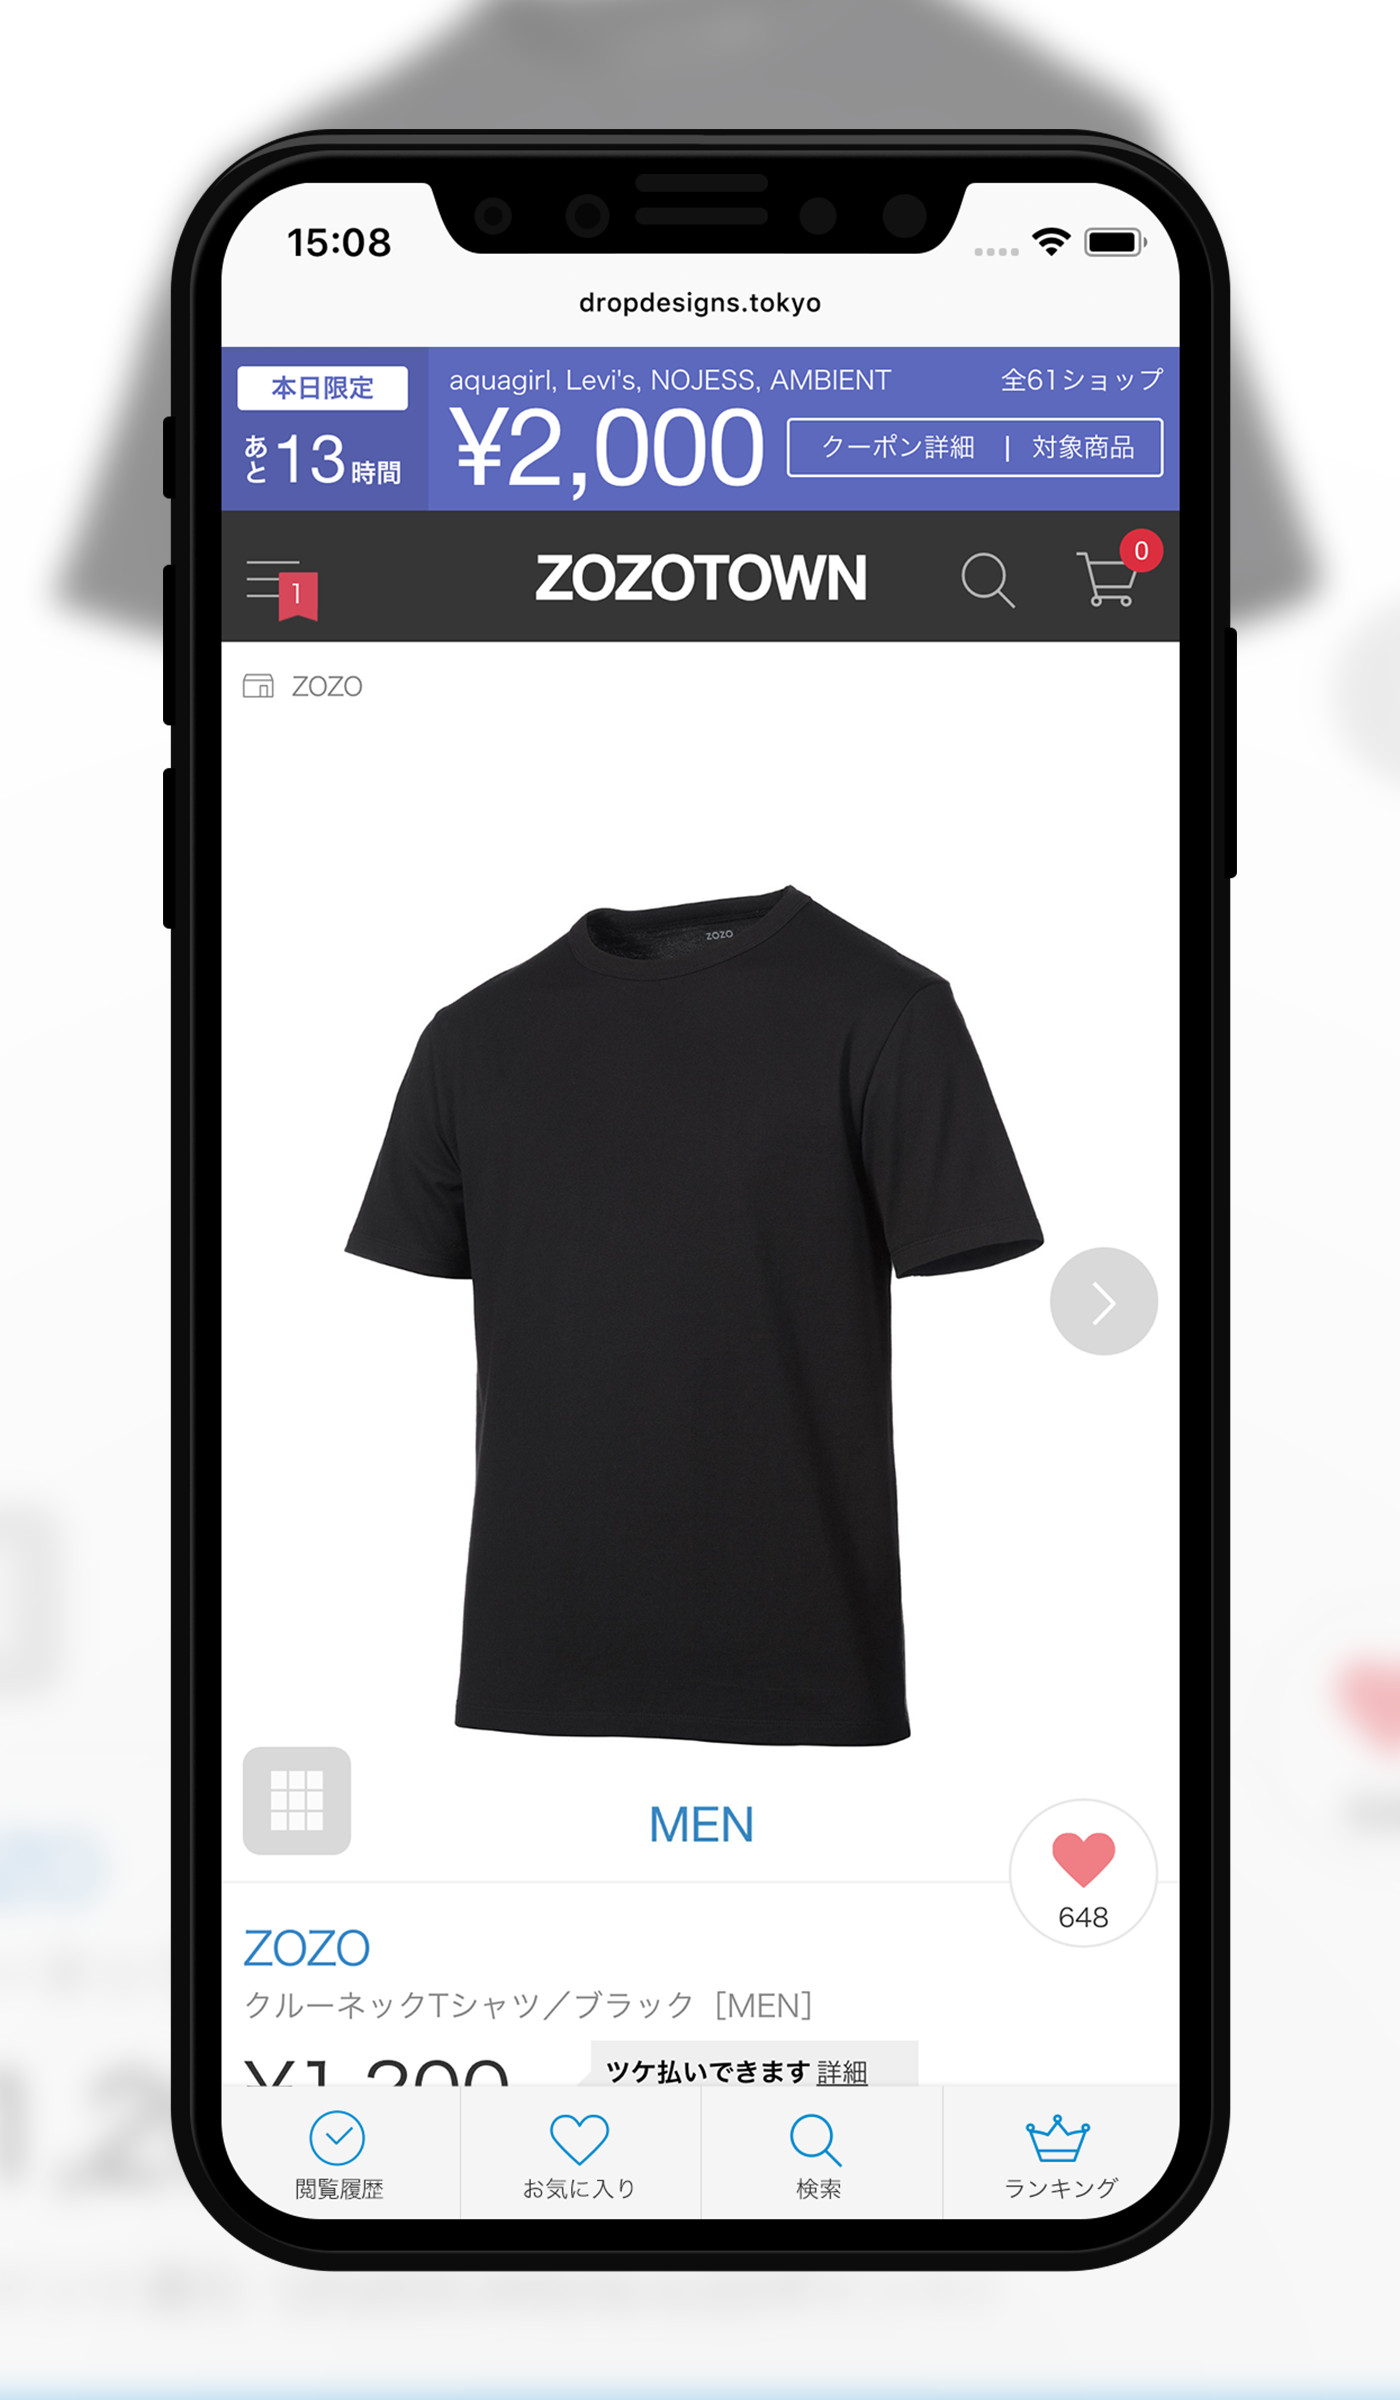 15:08
dropdesigns.tokyo
本日限定
あと13時間
aquagirl, Levi's, NOJESS, AMBIENT 全61ショップ
¥2,000 クーポン詳細 | 対象商品
1
ZOZOTOWN
0
ZOZO
ZOZO
MEN
648
ZOZO
クルーネックTシャツ／ブラック［MEN］
¥1,200
ツケ払いできます 詳細
閲覧履歴 お気に入り 検索 ランキング